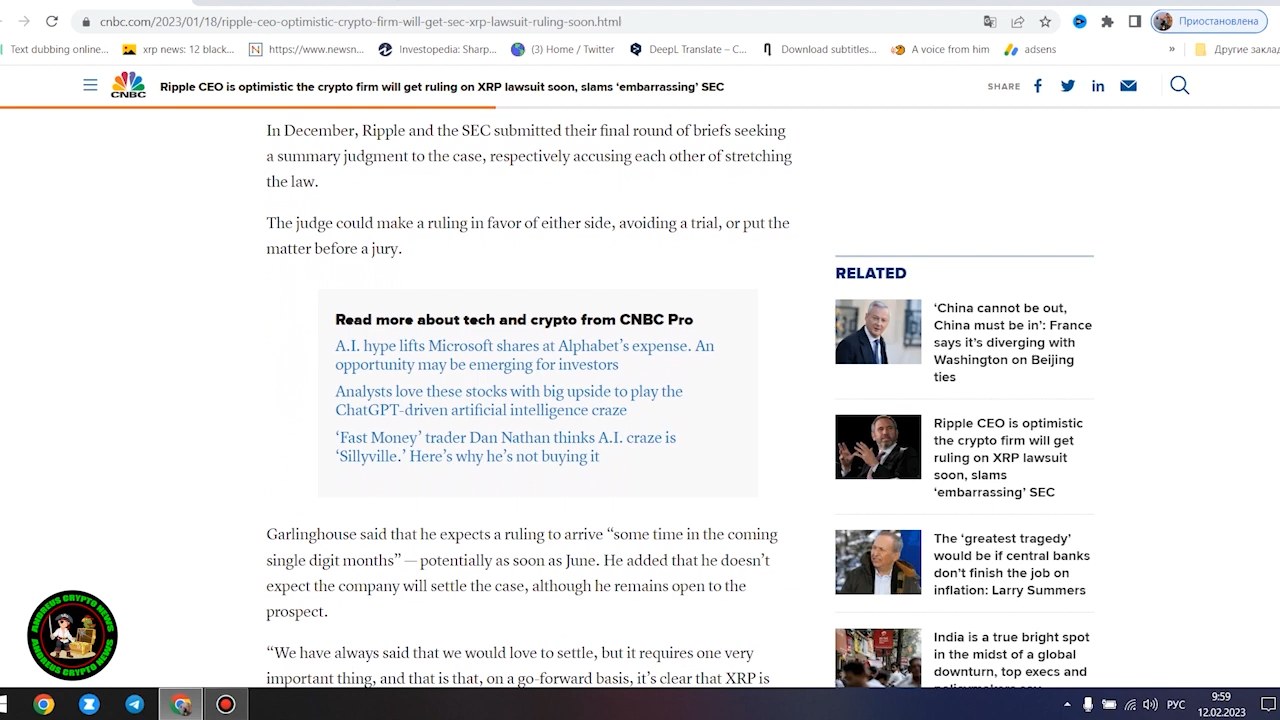 cnbc.com/2023/01/18/ripple-ceo-optimistic-crypto-firm-will-get-sec-xrp-lawsuit-ruling-soon.html
Приостановлена
Text dubbing online... xrp news: 12 black... https://www.newsn... Investopedia: Sharp... (3) Home / Twitter DeepL Translate – C... Download subtitles... A voice from him adsens » Другие закла
CNBC Ripple CEO is optimistic the crypto firm will get ruling on XRP lawsuit soon, slams ‘embarrassing’ SEC SHARE
In December, Ripple and the SEC submitted their final round of briefs seeking
a summary judgment to the case, respectively accusing each other of stretching
the law.
The judge could make a ruling in favor of either side, avoiding a trial, or put the
matter before a jury.
Read more about tech and crypto from CNBC Pro
A.I. hype lifts Microsoft shares at Alphabet’s expense. An
opportunity may be emerging for investors
Analysts love these stocks with big upside to play the
ChatGPT-driven artificial intelligence craze
‘Fast Money’ trader Dan Nathan thinks A.I. craze is
‘Sillyville.’ Here’s why he’s not buying it
Garlinghouse said that he expects a ruling to arrive “some time in the coming
single digit months” — potentially as soon as June. He added that he doesn’t
expect the company will settle the case, although he remains open to the
prospect.
“We have always said that we would love to settle, but it requires one very
important thing, and that is that, on a go-forward basis, it’s clear that XRP is
RELATED
‘China cannot be out,
China must be in’: France
says it’s diverging with
Washington on Beijing
ties
Ripple CEO is optimistic
the crypto firm will get
ruling on XRP lawsuit
soon, slams
‘embarrassing’ SEC
The ‘greatest tragedy’
would be if central banks
don’t finish the job on
inflation: Larry Summers
India is a true bright spot
in the midst of a global
downturn, top execs and
policymakers say
ANDREUS CRYPTO NEWS
ANDREUS CRYPTO NEWS
РУС
9:59
12.02.2023